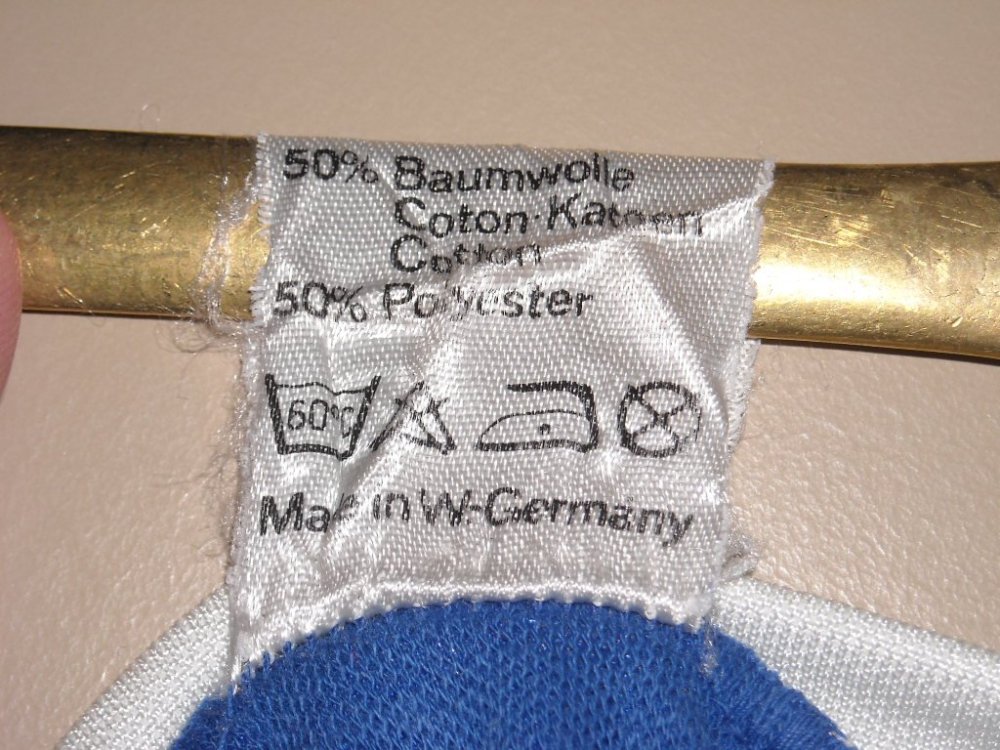 50% Baumwolle
Coton·Katoen
Cotton
50% Polyester
60°C
Made in W-Germany